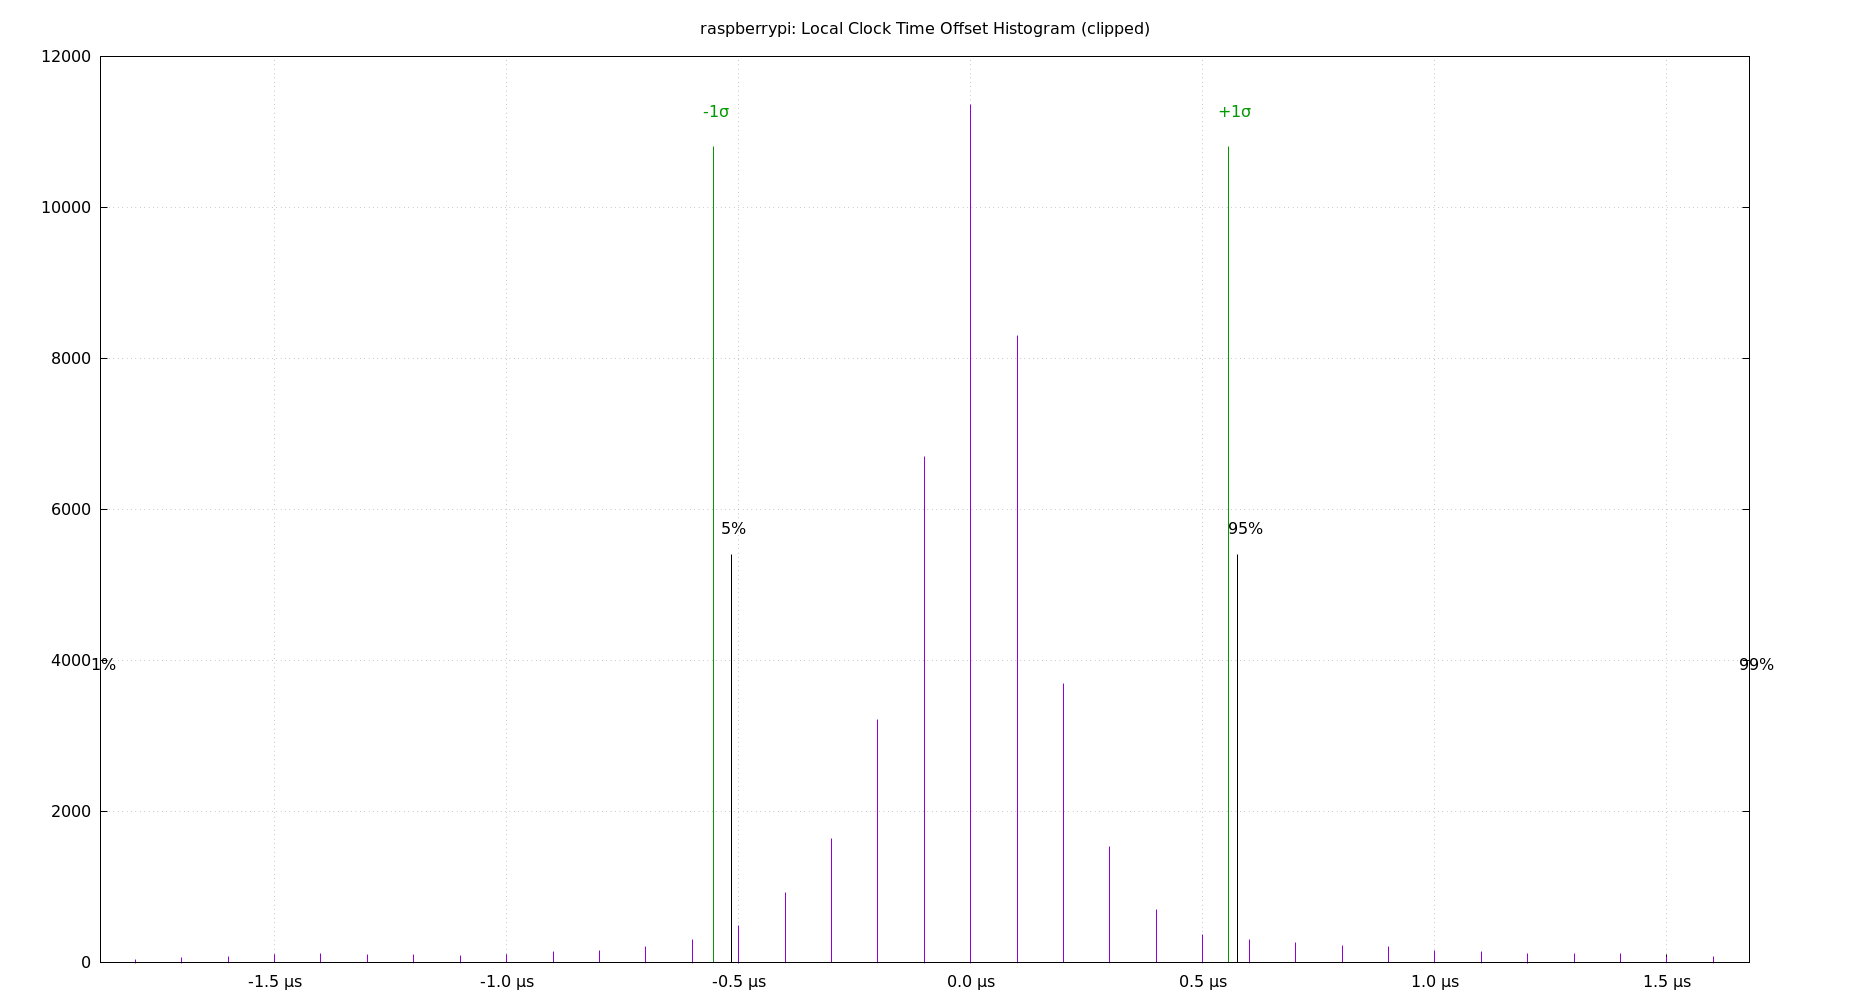 raspberrypi: Local Clock Time Offset Histogram (clipped)
12000
-1σ
+1σ
10000
8000
6000
5%
95%
4000
1%
99%
2000
0
-1.5 µs
-1.0 µs
-0.5 µs
0.0 µs
0.5 µs
1.0 µs
1.5 µs